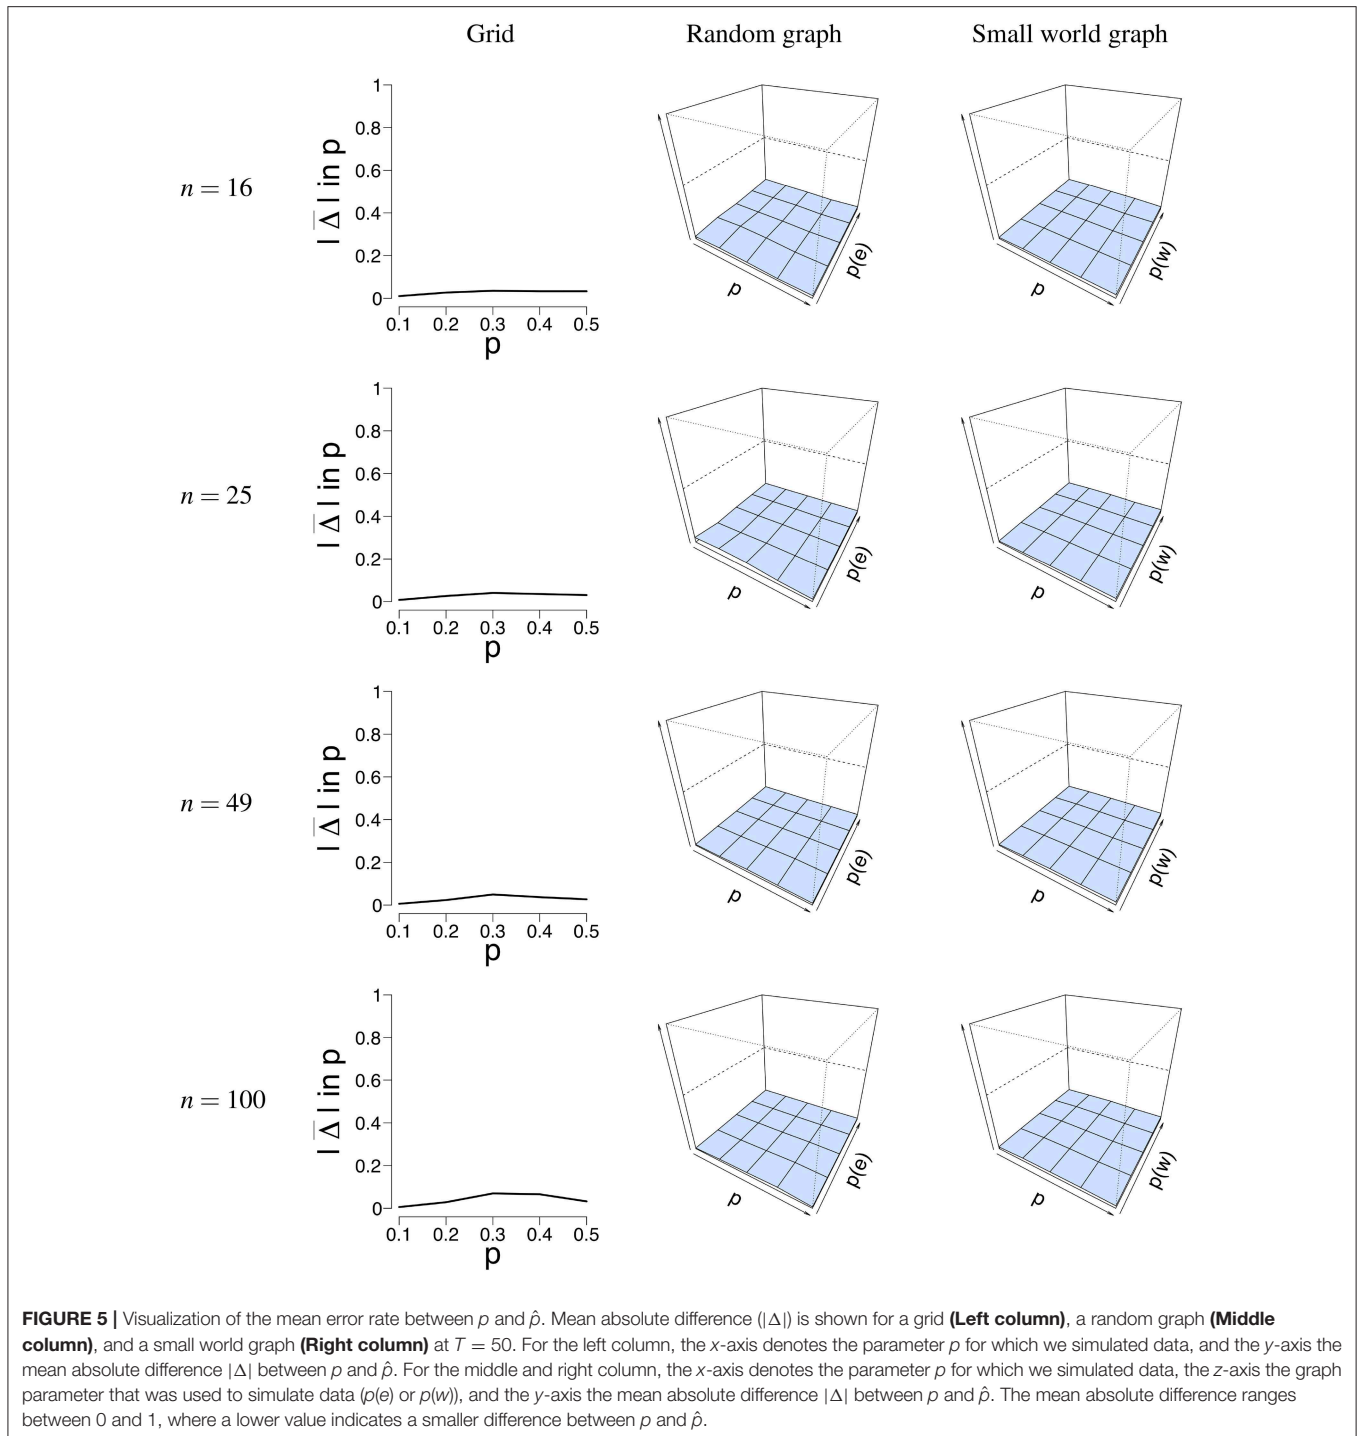 Grid Random graph Small world graph
n = 16
| Δ̅ | in p
1
0.8
0.6
0.4
0.2
0
0.1 0.2 0.3 0.4 0.5
p
p p(e)
p p(w)
n = 25
| Δ̅ | in p
1
0.8
0.6
0.4
0.2
0
0.1 0.2 0.3 0.4 0.5
p
p p(e)
p p(w)
n = 49
| Δ̅ | in p
1
0.8
0.6
0.4
0.2
0
0.1 0.2 0.3 0.4 0.5
p
p p(e)
p p(w)
n = 100
| Δ̅ | in p
1
0.8
0.6
0.4
0.2
0
0.1 0.2 0.3 0.4 0.5
p
p p(e)
p p(w)
FIGURE 5 | Visualization of the mean error rate between p and p̂. Mean absolute difference (|Δ|) is shown for a grid (Left column), a random graph (Middle
column), and a small world graph (Right column) at T = 50. For the left column, the x-axis denotes the parameter p for which we simulated data, and the y-axis the
mean absolute difference |Δ| between p and p̂. For the middle and right column, the x-axis denotes the parameter p for which we simulated data, the z-axis the graph
parameter that was used to simulate data (p(e) or p(w)), and the y-axis the mean absolute difference |Δ| between p and p̂. The mean absolute difference ranges
between 0 and 1, where a lower value indicates a smaller difference between p and p̂.